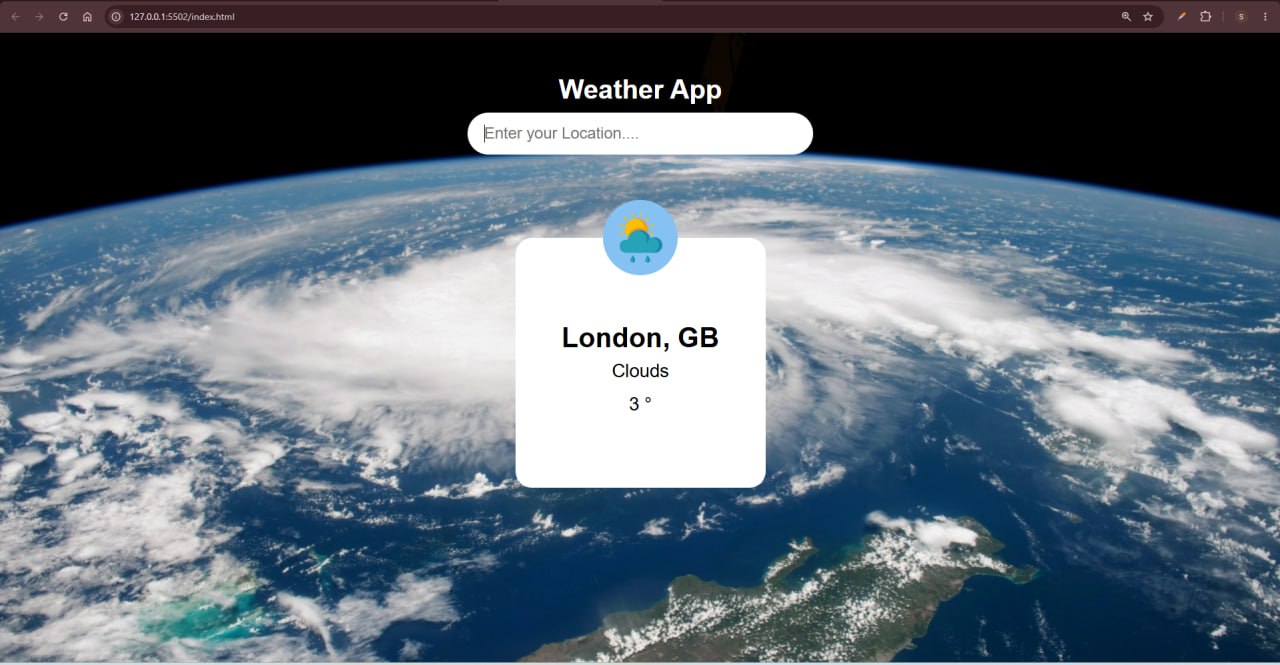 127.0.0.1:5502/index.html
S
Weather App
Enter your Location....
London, GB
Clouds
3 °